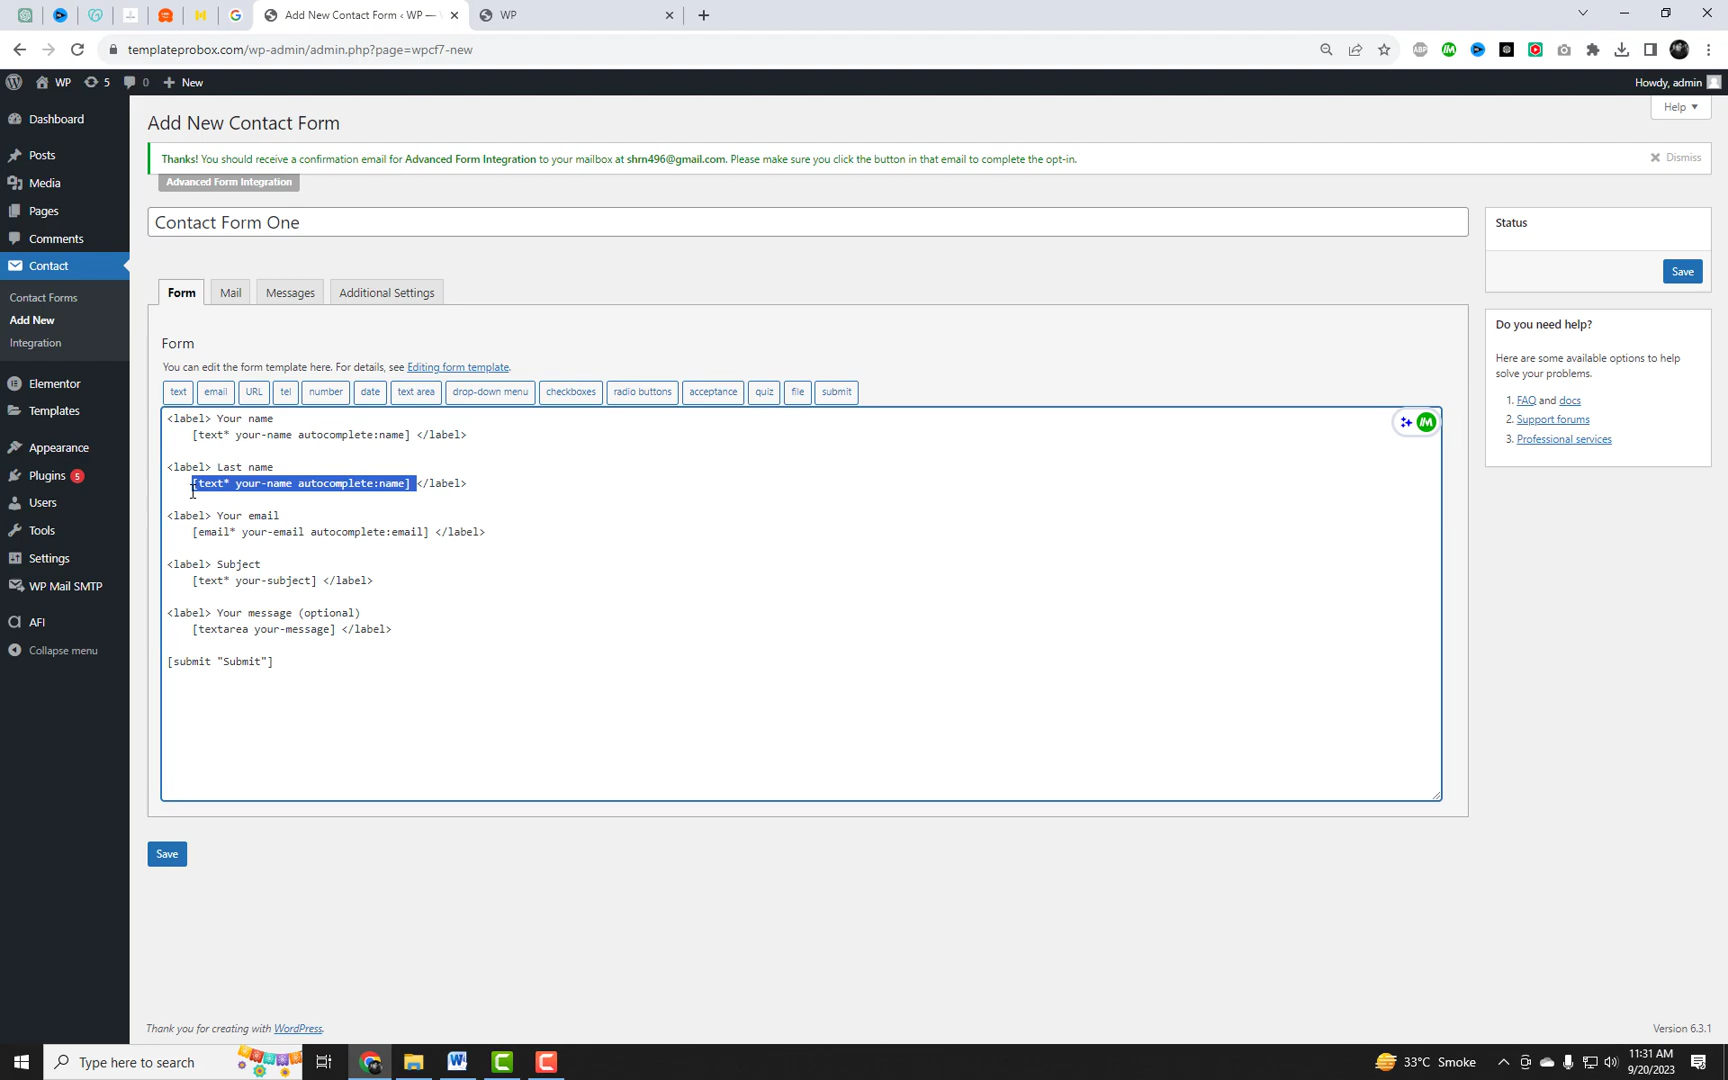 Add New Contact Form ‹ WP —
WP
templateprobox.com/wp-admin/admin.php?page=wpcf7-new
WP
5
0
New
Howdy, admin
Help
Dashboard
Posts
Media
Pages
Comments
Contact
Contact Forms
Add New
Integration
Elementor
Templates
Appearance
Plugins 5
Users
Tools
Settings
WP Mail SMTP
AFI
Collapse menu
Add New Contact Form
Thanks! You should receive a confirmation email for Advanced Form Integration to your mailbox at shrn496@gmail.com. Please make sure you click the button in that email to complete the opt-in.
Dismiss
Advanced Form Integration
Contact Form One
Form
Mail
Messages
Additional Settings
Form
You can edit the form template here. For details, see Editing form template.
text
email
URL
tel
number
date
text area
drop-down menu
checkboxes
radio buttons
acceptance
quiz
file
submit
<label> Your name
[text* your-name autocomplete:name] </label>
<label> Last name
[text* your-name autocomplete:name] </label>
<label> Your email
[email* your-email autocomplete:email] </label>
<label> Subject
[text* your-subject] </label>
<label> Your message (optional)
[textarea your-message] </label>
[submit "Submit"]
Save
Status
Save
Do you need help?
Here are some available options to help
solve your problems.
1. FAQ and docs
2. Support forums
3. Professional services
Thank you for creating with WordPress.
Version 6.3.1
Type here to search
33°C Smoke
11:31 AM
9/20/2023